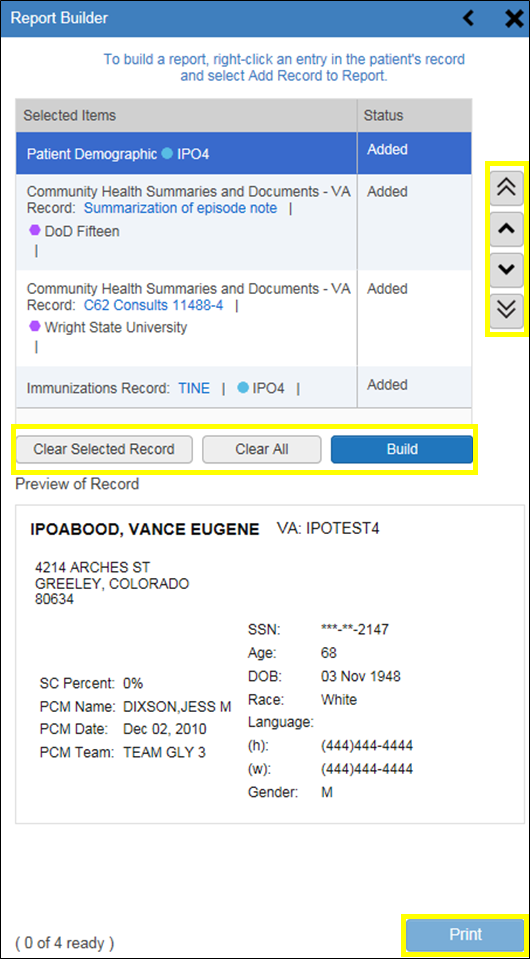 Report Builder
To build a report, right-click an entry in the patient's record
and select Add Record to Report.
Selected Items Status
Patient Demographic IPO4 Added
Community Health Summaries and Documents - VA Added
Record: Summarization of episode note |
DoD Fifteen
|
Community Health Summaries and Documents - VA Added
Record: C62 Consults 11488-4 |
Wright State University
|
Immunizations Record: TINE | IPO4 | Added
Clear Selected Record Clear All Build
Preview of Record
IPOABOOD, VANCE EUGENE VA: IPOTEST4
4214 ARCHES ST
GREELEY, COLORADO
80634
SSN: ***-**-2147
Age: 68
SC Percent: 0% DOB: 03 Nov 1948
PCM Name: DIXSON,JESS M Race: White
PCM Date: Dec 02, 2010 Language:
PCM Team: TEAM GLY 3 (h): (444)444-4444
(w): (444)444-4444
Gender: M
( 0 of 4 ready ) Print